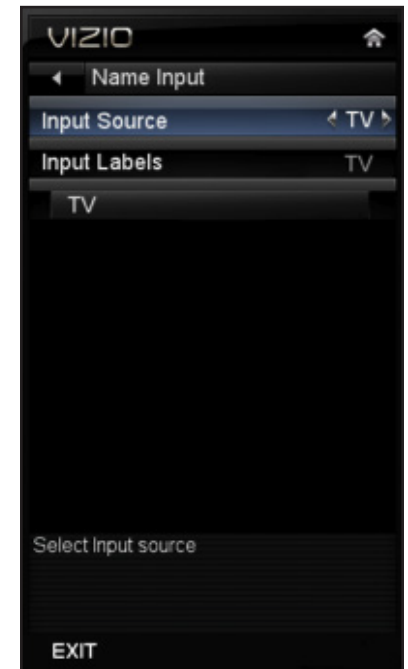 VIZIO
Name Input
Input Source TV
Input Labels TV
TV
Select Input source
EXIT